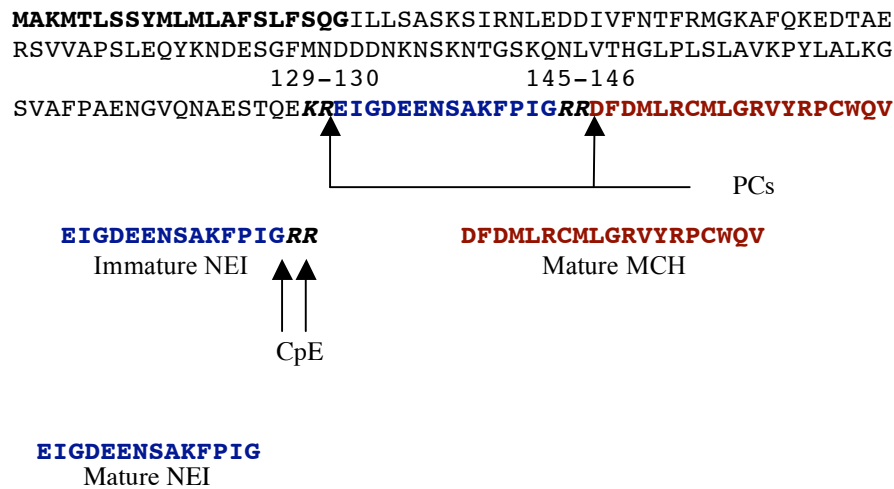 MAKMTLSSYMLMLAFSLFSQGILLSASKSIRNLEDDIVFNTFRMGKAFQKEDTAE
RSVVAPSLEQYKNDESGFMNDDDNKNSKNTGSKQNLVTHGLPLSLAVKPYLALKG
129–130 145–146
SVAFPAENGVQNAESTQEKREIGDEENSAKFPIGRRDFDMLRCMLGRVYRPCWQV
PCs
EIGDEENSAKFPIGRR DFDMLRCMLGRVYRPCWQV
Immature NEI Mature MCH
CpE
EIGDEENSAKFPIG
Mature NEI